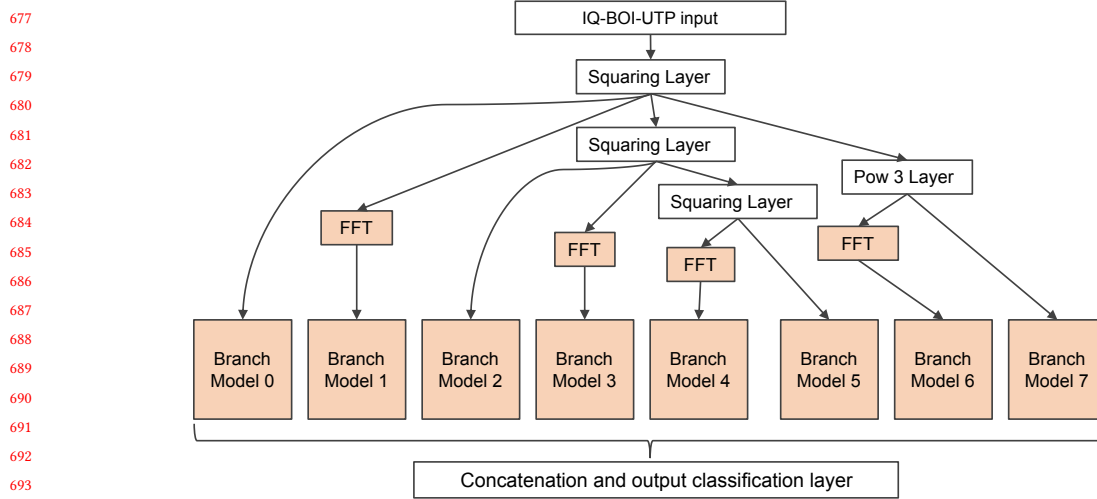 677
678
679
680
681
682
683
684
685
686
687
688
689
690
691
692
693
IQ-BOI-UTP input
Squaring Layer
Squaring Layer
Pow 3 Layer
Squaring Layer
FFT
FFT
FFT
FFT
Branch
Model 0
Branch
Model 1
Branch
Model 2
Branch
Model 3
Branch
Model 4
Branch
Model 5
Branch
Model 6
Branch
Model 7
Concatenation and output classification layer